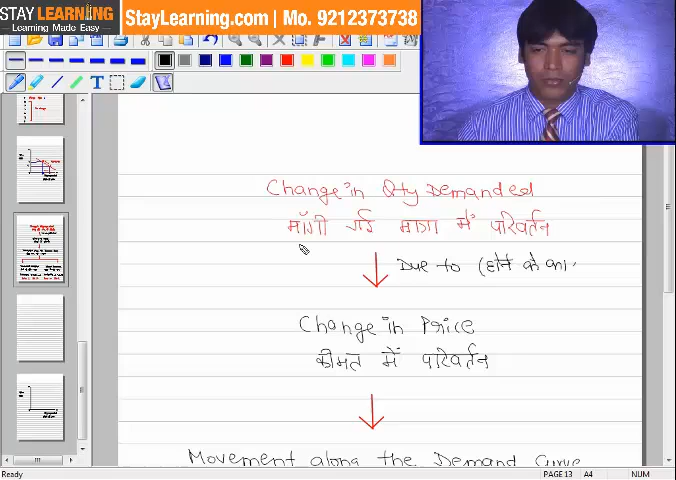 STAY LEARNING
Learning Made Easy
StayLearning.com | Mo. 9212373738
Change in Qty Demanded
माँगी गई मात्रा में परिवर्तन
Due to (होने के का
Change in Price
कीमत में परिवर्तन
Movement along the Demand Curve
Ready
PAGE 13
A4
NUM